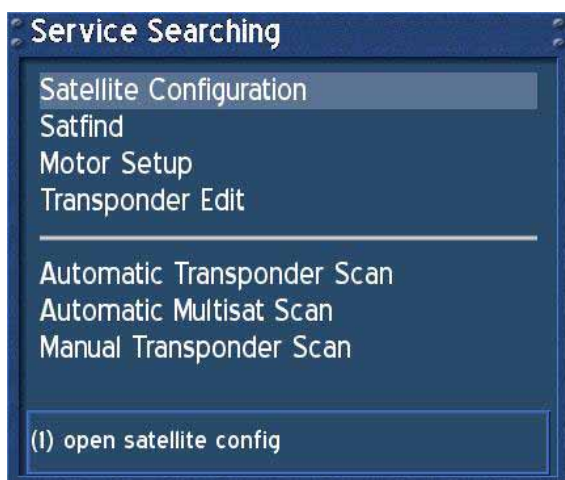 Service Searching
Satellite Configuration
Satfind
Motor Setup
Transponder Edit
Automatic Transponder Scan
Automatic Multisat Scan
Manual Transponder Scan
(1) open satellite config